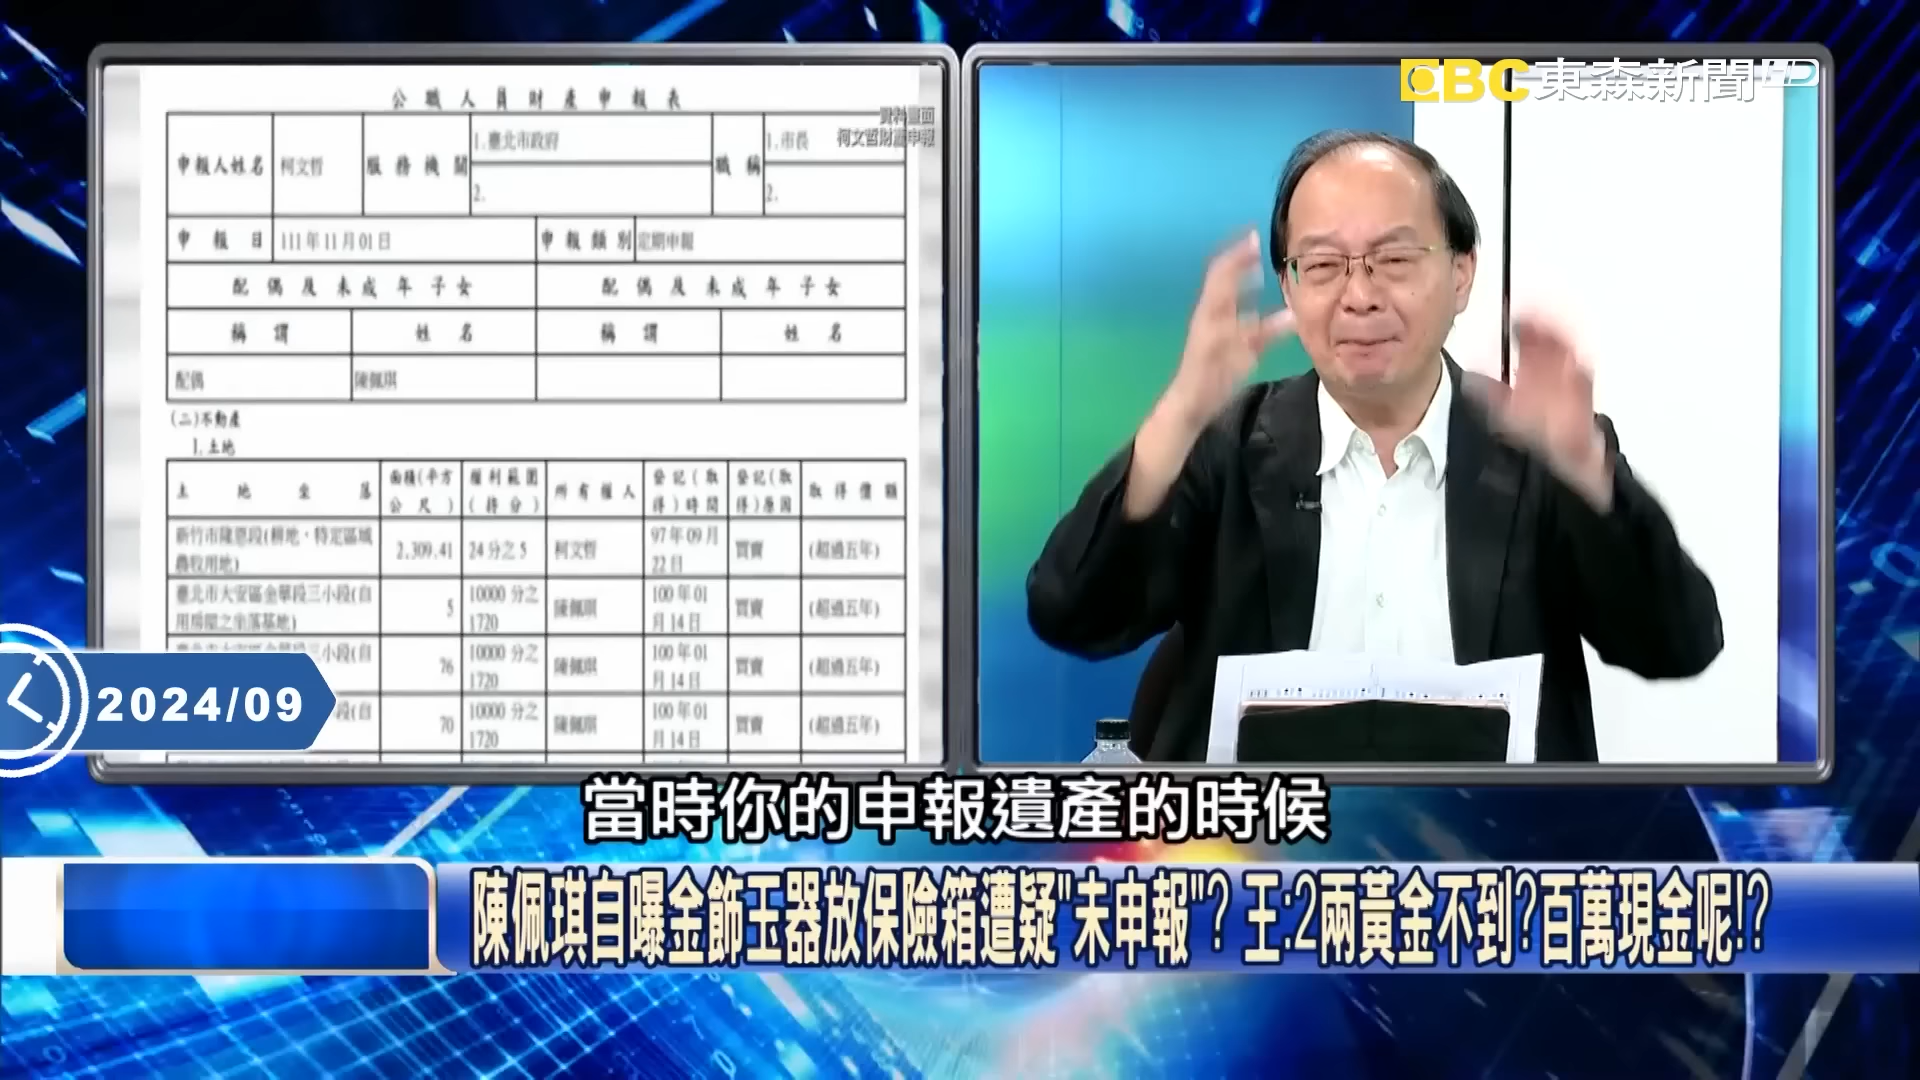 EBC東森新聞HD
公職人員財產申報表
資料畫面
柯文哲財產申報
申報人姓名 柯文哲 服務機關 1.臺北市政府 職稱 1.市長
2. 2.
申報日 111年11月01日 申報類別 定期申報
配偶及未成年子女 配偶及未成年子女
稱謂 姓名 稱謂 姓名
配偶 陳佩琪
(二)不動產
1.土地
土地坐落 面積(平方公尺) 權利範圍(持分) 所有權人 登記(取得)時間 登記(取得)原因 取得價額
新竹市隆恩段(耕地,特定區域農牧用地) 2,309.41 24分之5 柯文哲 97年09月22日 買賣 (超過五年)
臺北市大安區金華段三小段(自用房屋之坐落基地) 5 10000分之1720 陳佩琪 100年01月14日 買賣 (超過五年)
三小段(自 76 10000分之1720 陳佩琪 100年01月14日 買賣 (超過五年)
段(自 70 10000分之1720 陳佩琪 100年01月14日 買賣 (超過五年)
2024/09
當時你的申報遺產的時候
陳佩琪自曝金飾玉器放保險箱遭疑"未申報"? 王:2兩黃金不到?百萬現金呢!?